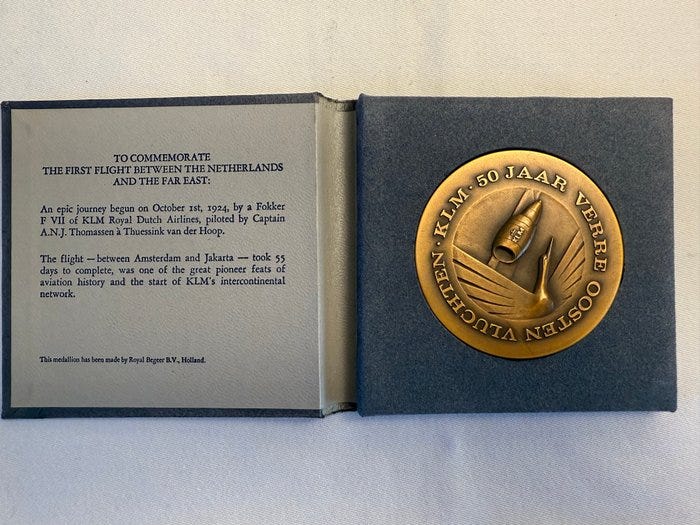 TO COMMEMORATE
THE FIRST FLIGHT BETWEEN THE NETHERLANDS
AND THE FAR EAST:
An epic journey begun on October 1st, 1924, by a Fokker
F VII of KLM Royal Dutch Airlines, piloted by Captain
A.N.J. Thomassen à Thuessink van der Hoop.
The flight — between Amsterdam and Jakarta — took 55
days to complete, was one of the great pioneer feats of
aviation history and the start of KLM's intercontinental
network.
This medallion has been made by Royal Begeer B.V., Holland.
KLM · 50 JAAR VERRE OOSTEN VLUCHTEN ·
KLM